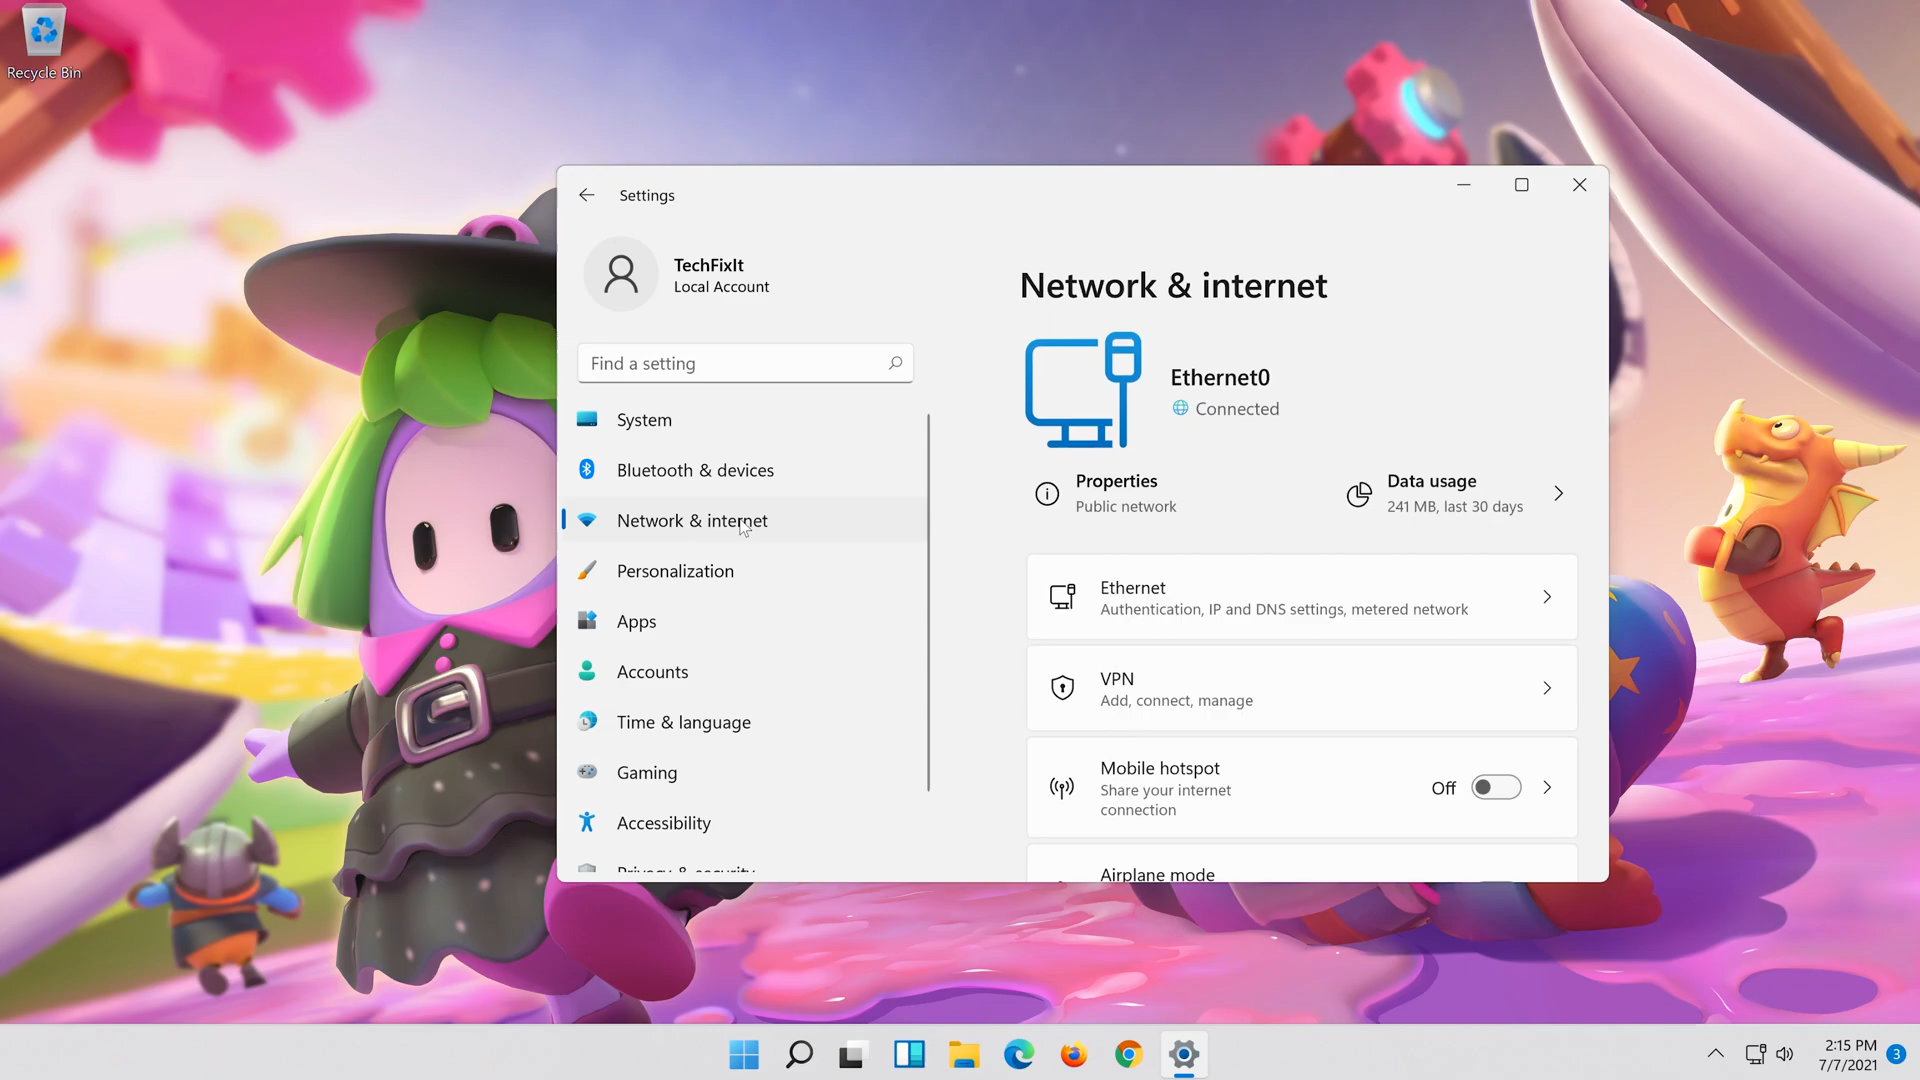 Recycle Bin
Settings
TechFixIt
Local Account
Find a setting
System
Bluetooth & devices
Network & internet
Personalization
Apps
Accounts
Time & language
Gaming
Accessibility
Privacy & security
Network & internet
Ethernet0
Connected
Properties
Public network
Data usage
241 MB, last 30 days
Ethernet
Authentication, IP and DNS settings, metered network
VPN
Add, connect, manage
Mobile hotspot
Share your internet
connection
Off
Airplane mode
2:15 PM
7/7/2021
3